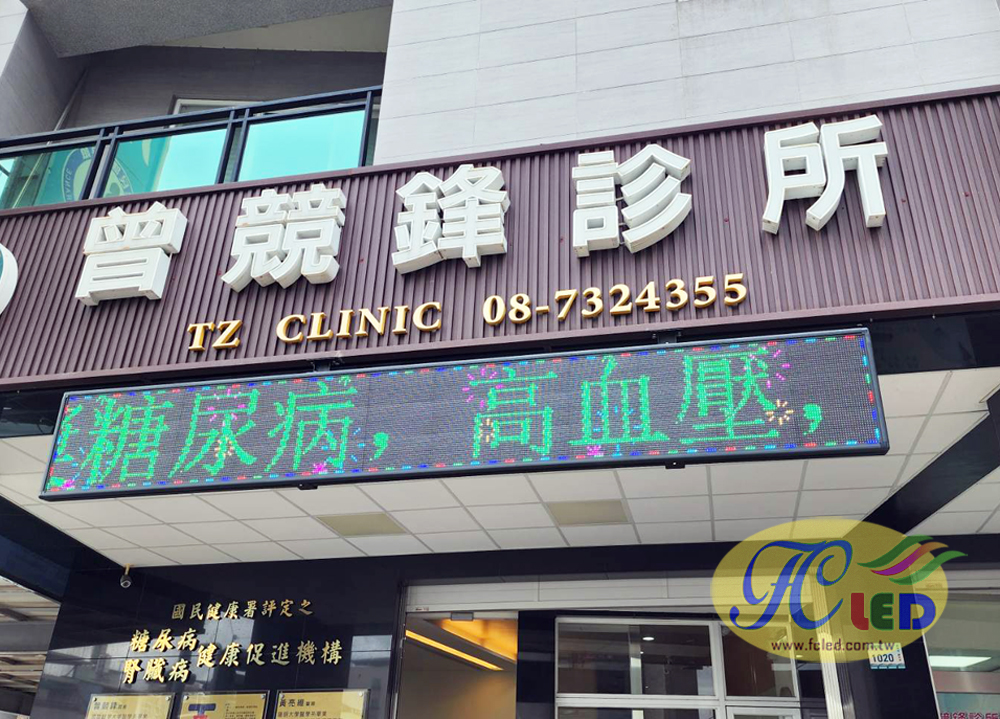 曾競鋒診所
TZ CLINIC 08-7324355
糖尿病，高血壓，
國民健康署評定之
糖尿病
腎臟病
健康促進機構
FC LED
www.fcled.com.tw
1020